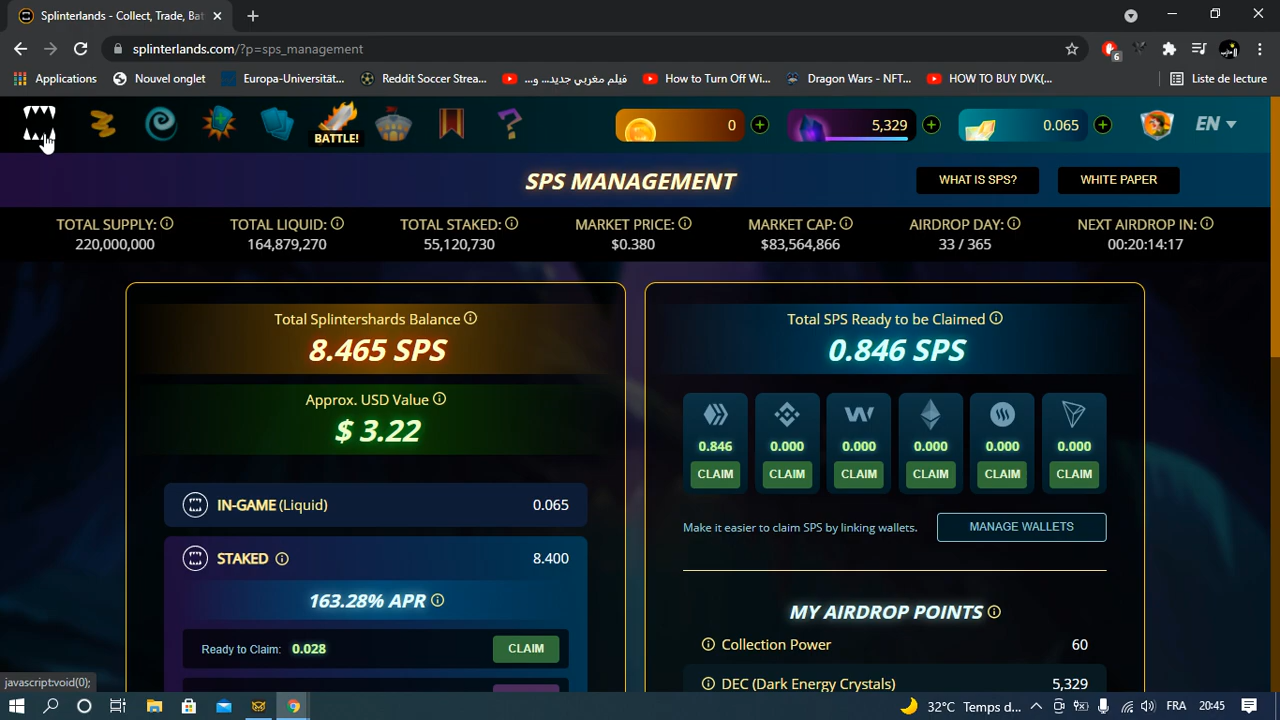 Splinterlands - Collect, Trade, Bat
splinterlands.com/?p=sps_management
6
Applications
Nouvel onglet
Europa-Universität...
Reddit Soccer Strea...
فيلم مغربي جديد... و...
How to Turn Off Wi...
Dragon Wars - NFT...
HOW TO BUY DVK(...
Liste de lecture
BATTLE!
0
5,329
0.065
EN
SPS MANAGEMENT
WHAT IS SPS?
WHITE PAPER
TOTAL SUPPLY:
TOTAL LIQUID:
TOTAL STAKED:
MARKET PRICE:
MARKET CAP:
AIRDROP DAY:
NEXT AIRDROP IN:
220,000,000
164,879,270
55,120,730
$0.380
$83,564,866
33 / 365
00:20:14:17
Total Splintershards Balance
8.465 SPS
Approx. USD Value
$ 3.22
IN-GAME (Liquid) 0.065
STAKED 8.400
163.28% APR
Ready to Claim: 0.028 CLAIM
Total SPS Ready to be Claimed
0.846 SPS
0.846 0.000 0.000 0.000 0.000 0.000
CLAIM CLAIM CLAIM CLAIM CLAIM CLAIM
Make it easier to claim SPS by linking wallets.
MANAGE WALLETS
MY AIRDROP POINTS
Collection Power 60
DEC (Dark Energy Crystals) 5,329
javascript:void(0);
32°C Temps d...
FRA
20:45